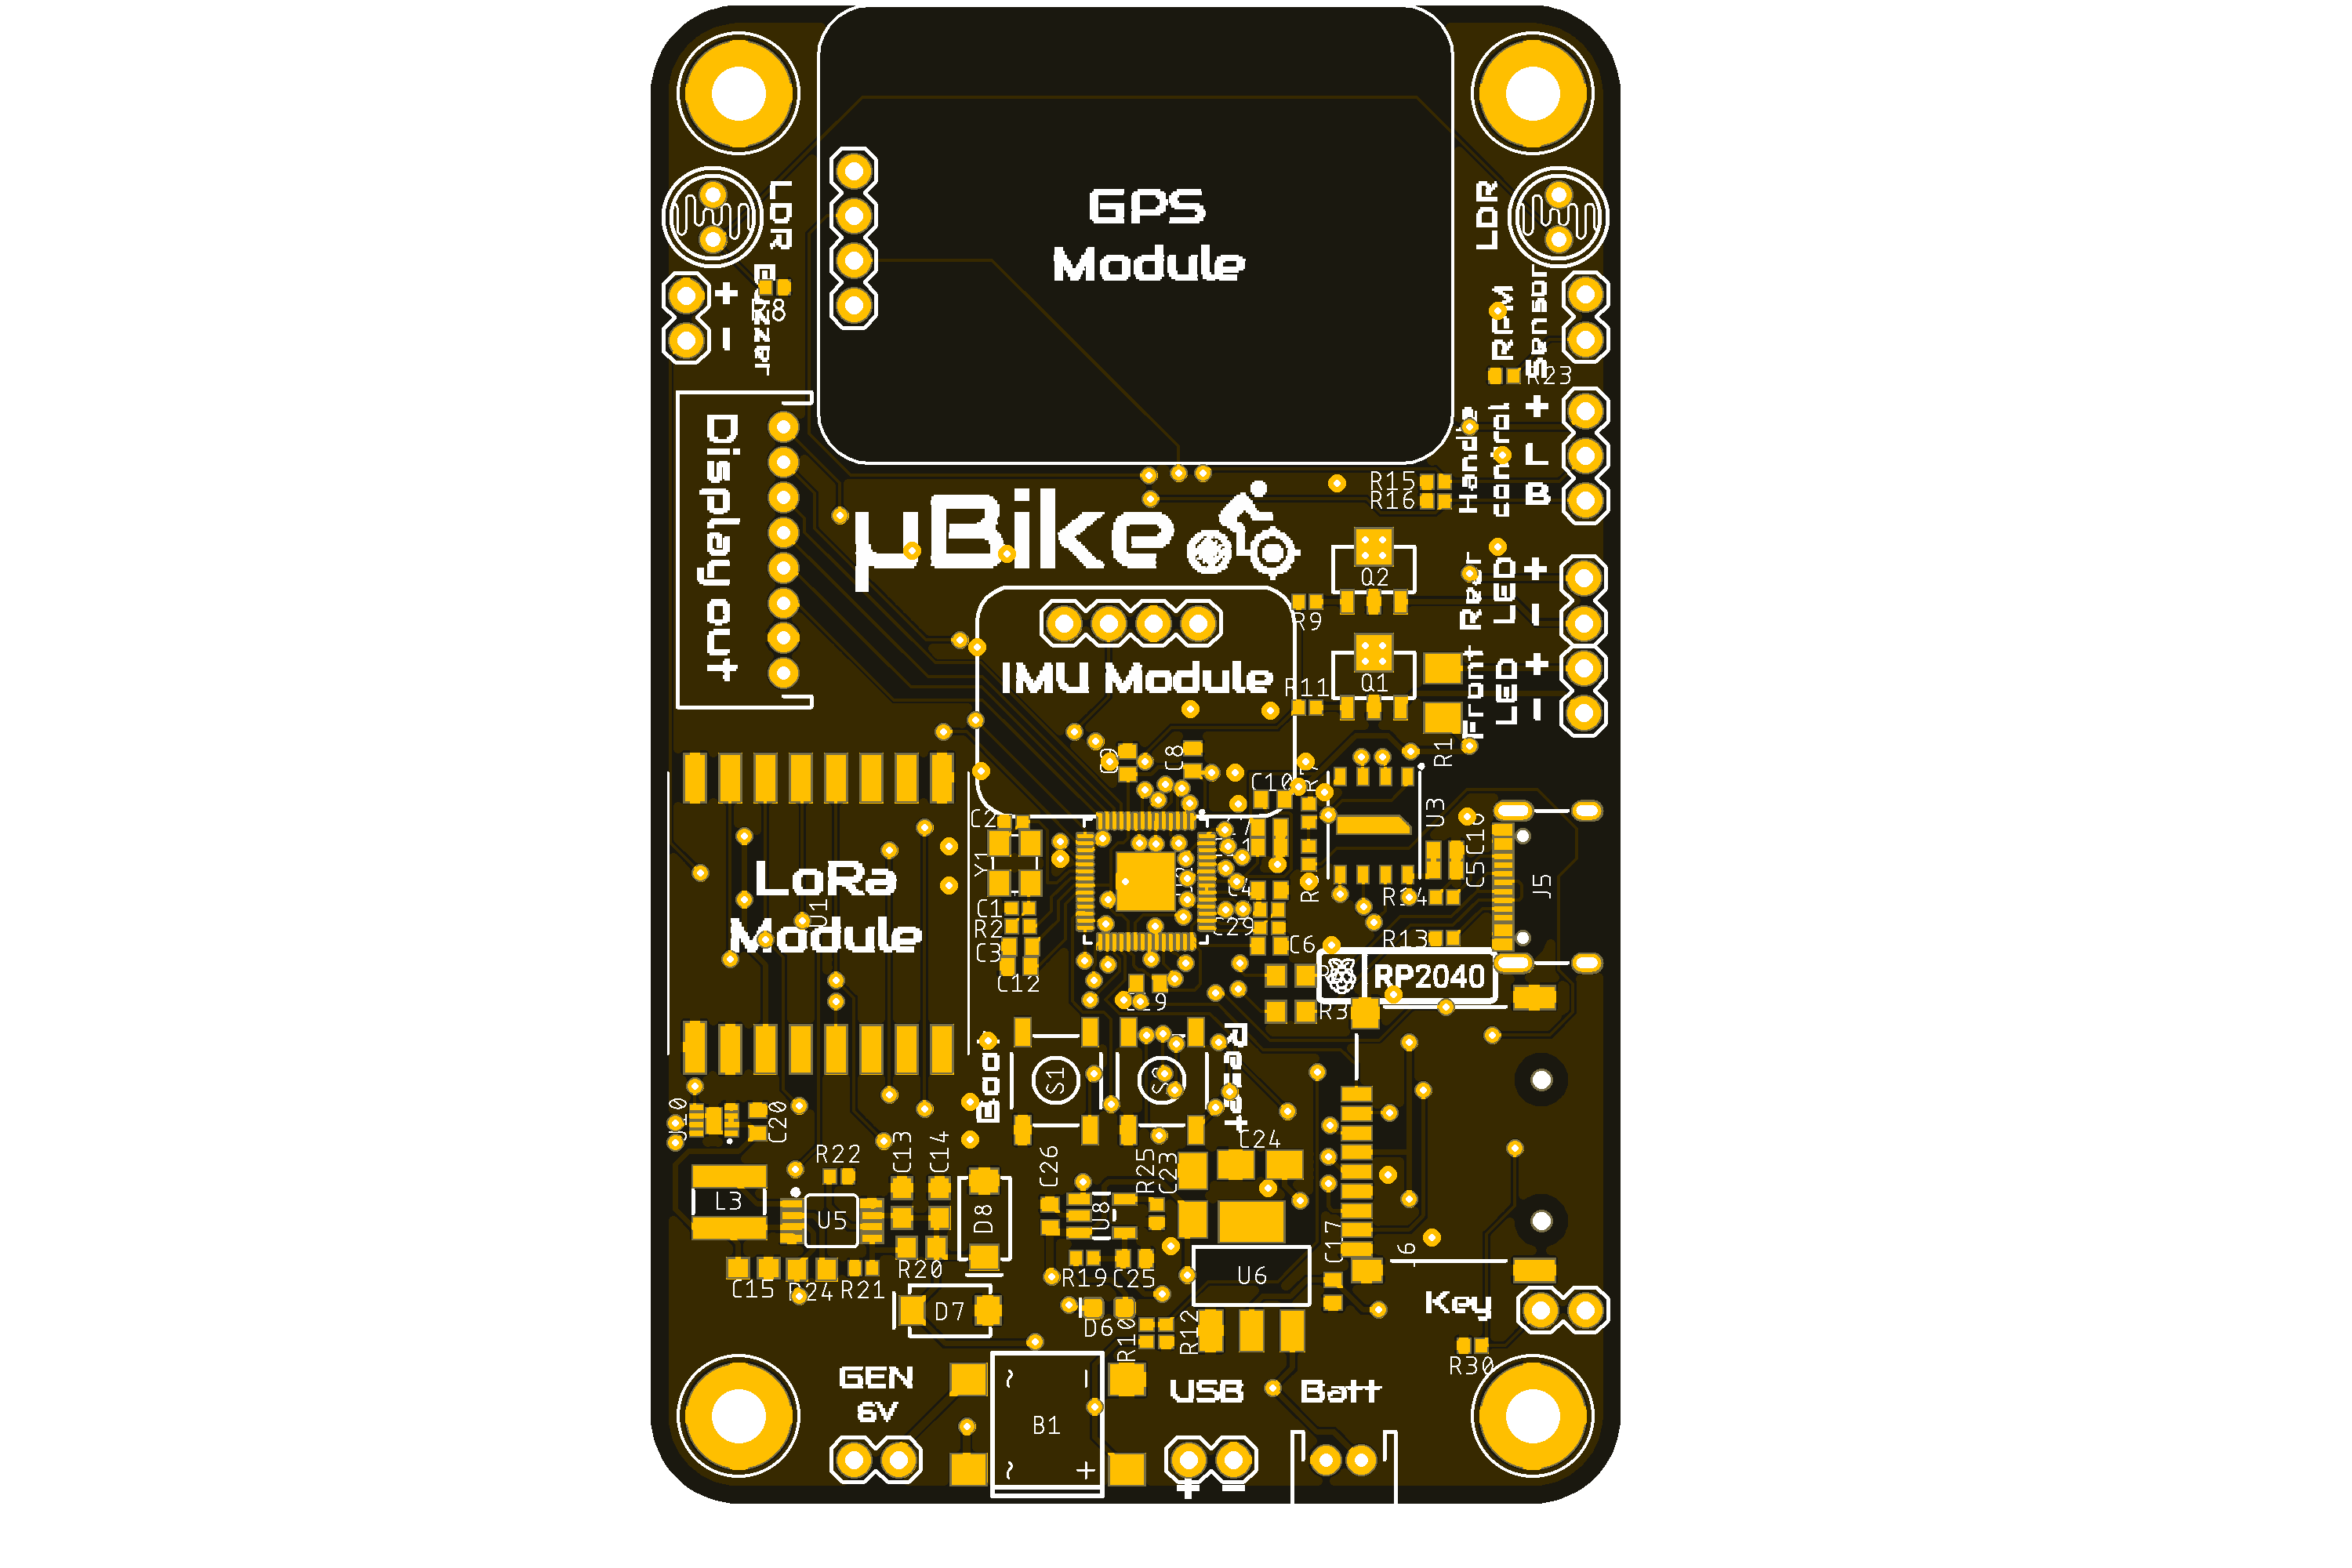 GPS
Module
LDR
LDR
+
-
R8
RPM
Sensor
R23
Display out
Handle
control
+
L
B
R15
R16
µBike
Q2
R9
Rear
LED
+
-
IMU Module
R11
Q1
Front
LED
+
-
R1
C9
C8
C10
U3
C2
Y1
LoRa
Module
U1
C4
C5
R14
J5
C1
R2
C29
C3
C6
R13
C12
RP2040
R3
Boot
S1
Reset
C20
R22
C13
C14
C26
R25
C23
C24
L3
U5
D8
U8
C17
C15
R24
R21
R20
R19
C25
U6
D7
D6
R10
R12
Key
R30
GEN
6V
~
-
B1
~
+
USB
Batt
+ -